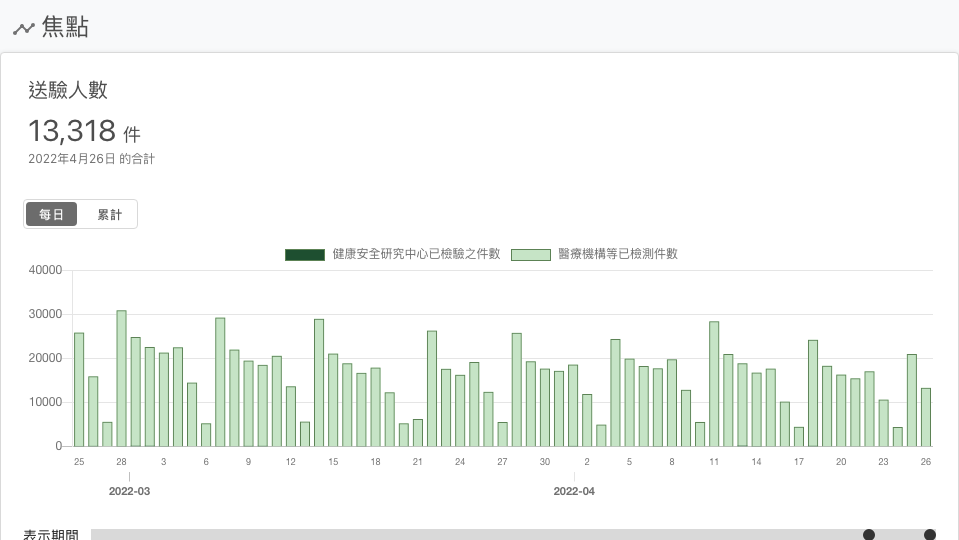 焦點
送驗人數
13,318 件
2022年4月26日 的合計
每日 累計
健康安全研究中心已檢驗之件數 醫療機構等已檢測件數
40000
30000
20000
10000
0
25 28 3 6 9 12 15 18 21 24 27 30 2 5 8 11 14 17 20 23 26
2022-03 2022-04
表示期間